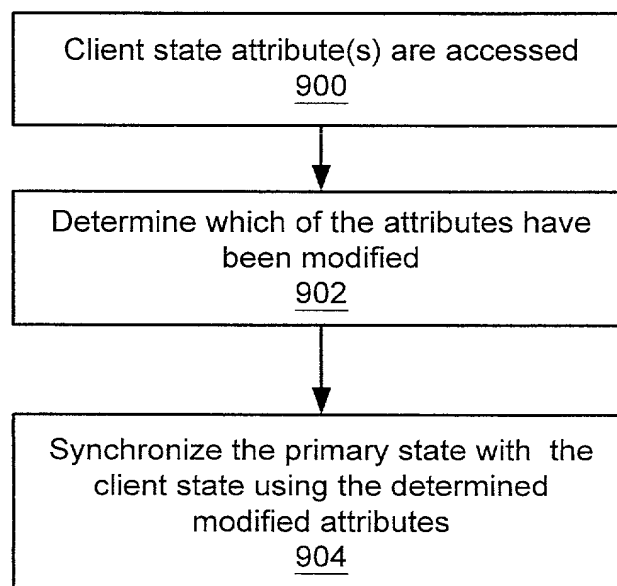 Client state attribute(s) are accessed
900
Determine which of the attributes have
been modified
902
Synchronize the primary state with the
client state using the determined
modified attributes
904